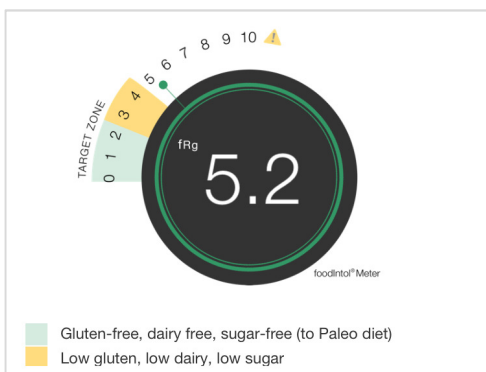 0 1 2 3 4 5 6 7 8 9 10
TARGET ZONE
fRg
5.2
foodIntol® Meter
Gluten-free, dairy free, sugar-free (to Paleo diet)
Low gluten, low dairy, low sugar